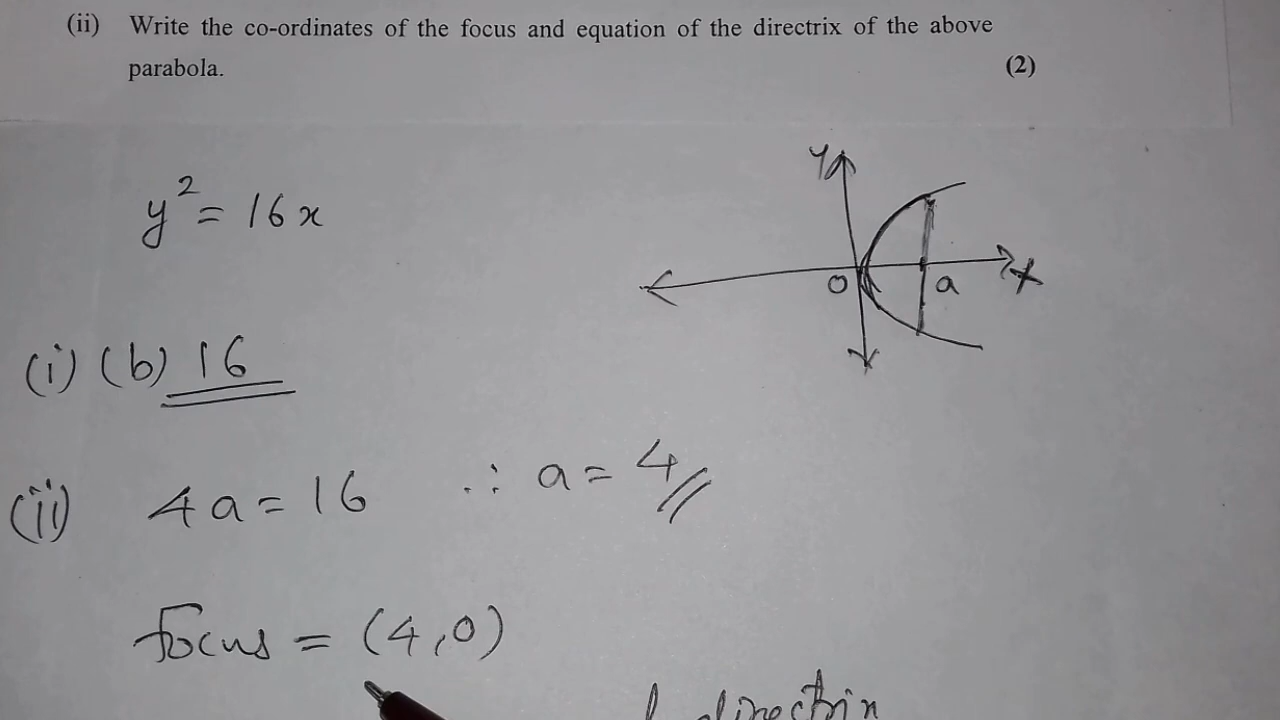 (ii) Write the co-ordinates of the focus and equation of the directrix of the above
parabola. (2)
y² = 16x
Y
O a X
(i) (b) 16
(ii) 4a = 16 ∴ a = 4
Focus = (4,0)
directrix